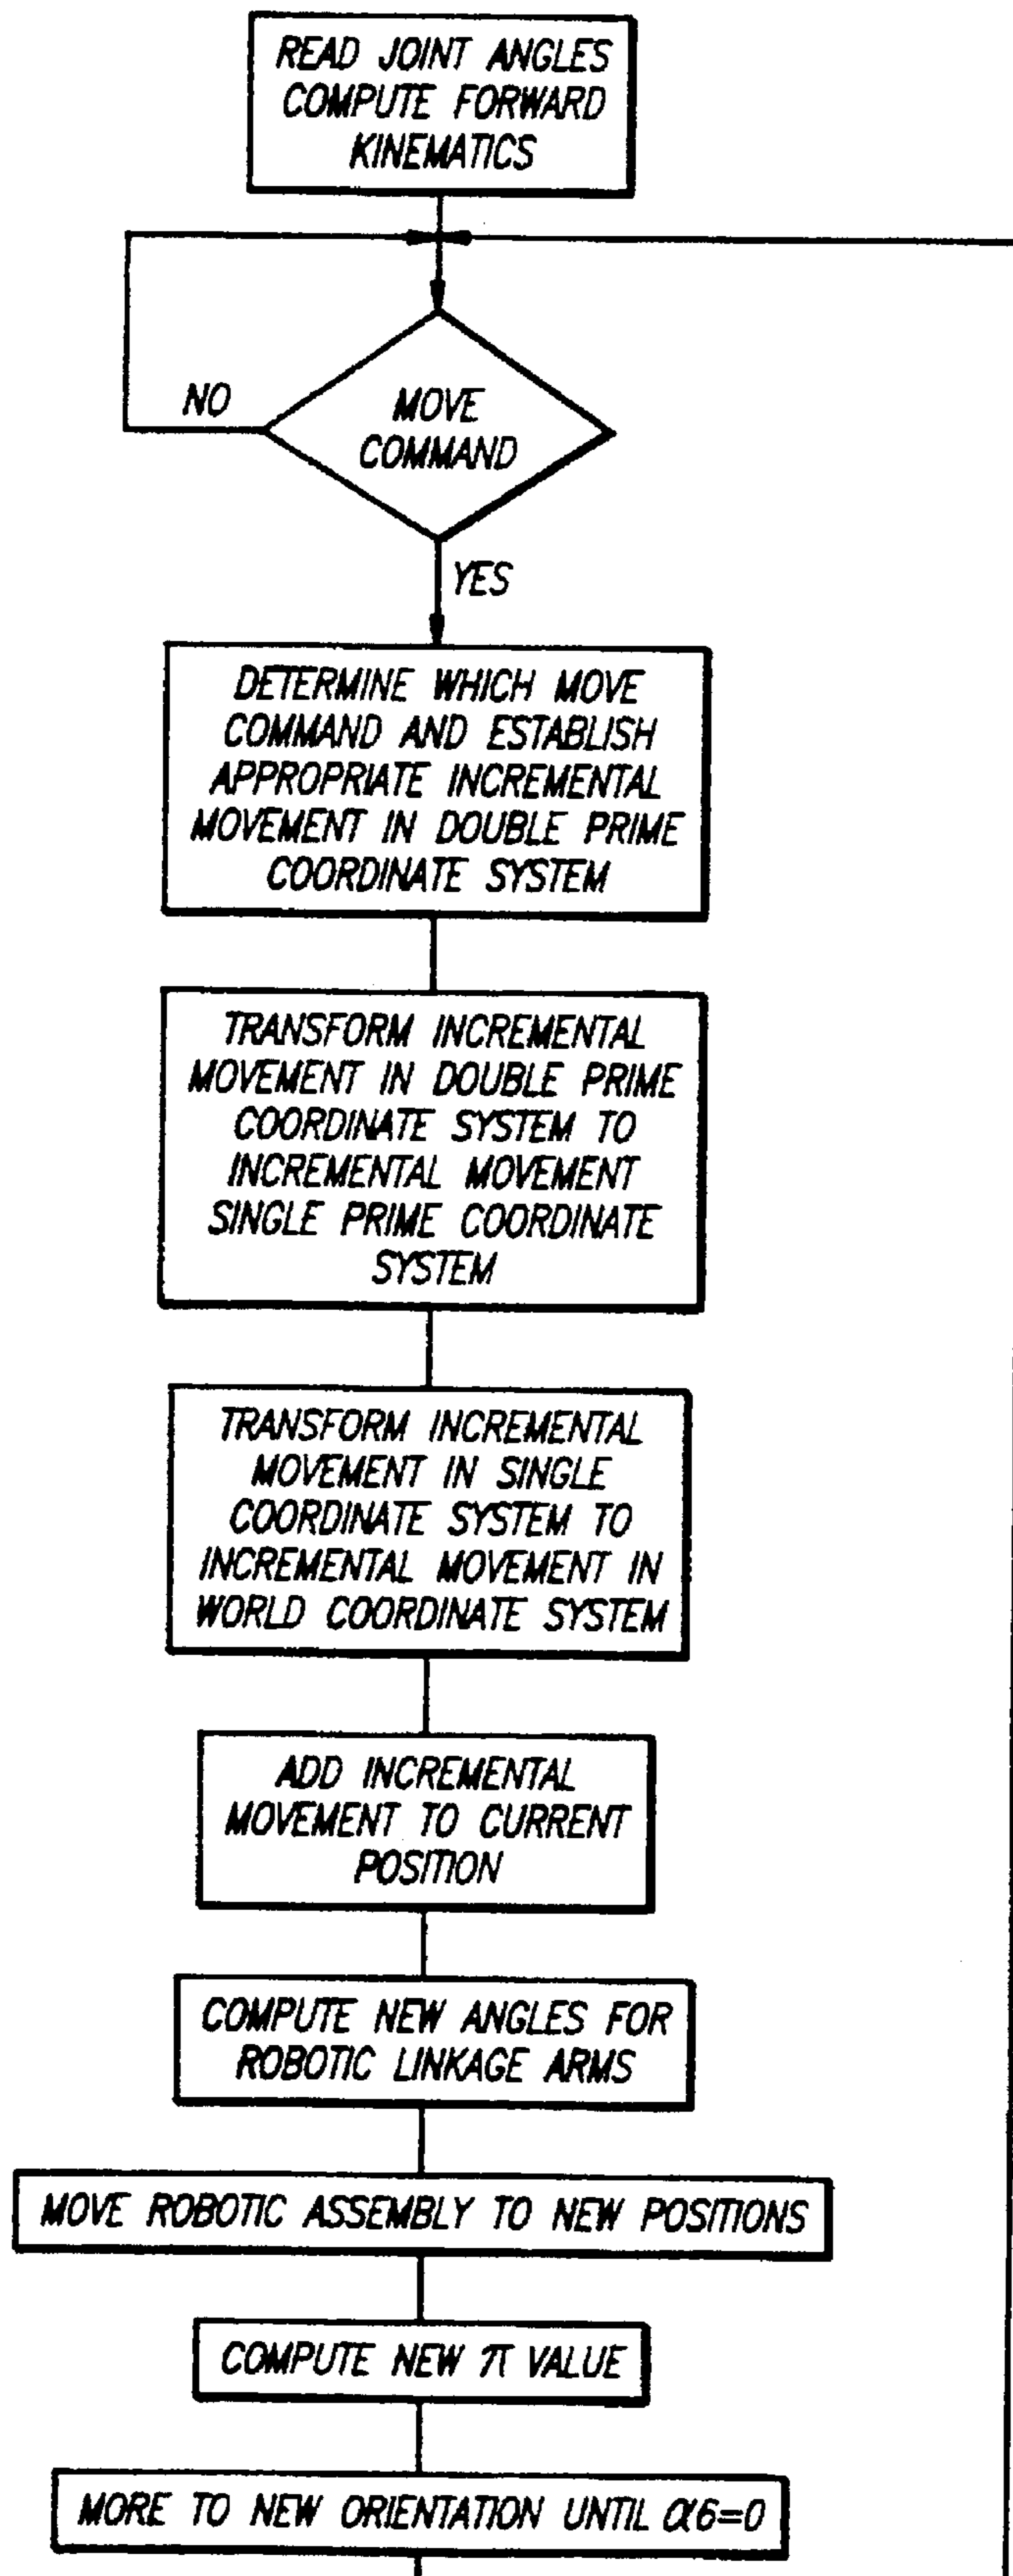 READ JOINT ANGLES
COMPUTE FORWARD
KINEMATICS
MOVE
COMMAND
NO
YES
DETERMINE WHICH MOVE
COMMAND AND ESTABLISH
APPROPRIATE INCREMENTAL
MOVEMENT IN DOUBLE PRIME
COORDINATE SYSTEM
TRANSFORM INCREMENTAL
MOVEMENT IN DOUBLE PRIME
COORDINATE SYSTEM TO
INCREMENTAL MOVEMENT
SINGLE PRIME COORDINATE
SYSTEM
TRANSFORM INCREMENTAL
MOVEMENT IN SINGLE
COORDINATE SYSTEM TO
INCREMENTAL MOVEMENT IN
WORLD COORDINATE SYSTEM
ADD INCREMENTAL
MOVEMENT TO CURRENT
POSITION
COMPUTE NEW ANGLES FOR
ROBOTIC LINKAGE ARMS
MOVE ROBOTIC ASSEMBLY TO NEW POSITIONS
COMPUTE NEW π VALUE
MORE TO NEW ORIENTATION UNTIL α6=0